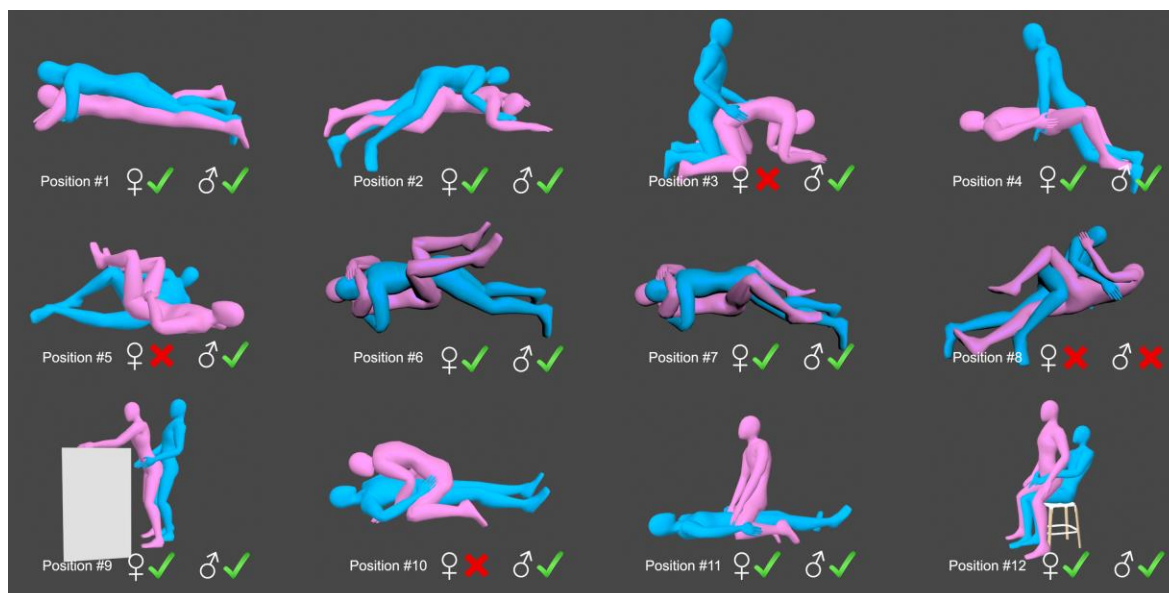 Position #1 ♀ ✓ ♂ ✓
Position #2 ♀ ✓ ♂ ✓
Position #3 ♀ ✗ ♂ ✓
Position #4 ♀ ✓ ♂ ✓
Position #5 ♀ ✗ ♂ ✓
Position #6 ♀ ✓ ♂ ✓
Position #7 ♀ ✓ ♂ ✓
Position #8 ♀ ✗ ♂ ✗
Position #9 ♀ ✓ ♂ ✓
Position #10 ♀ ✗ ♂ ✓
Position #11 ♀ ✓ ♂ ✓
Position #12 ♀ ✓ ♂ ✓